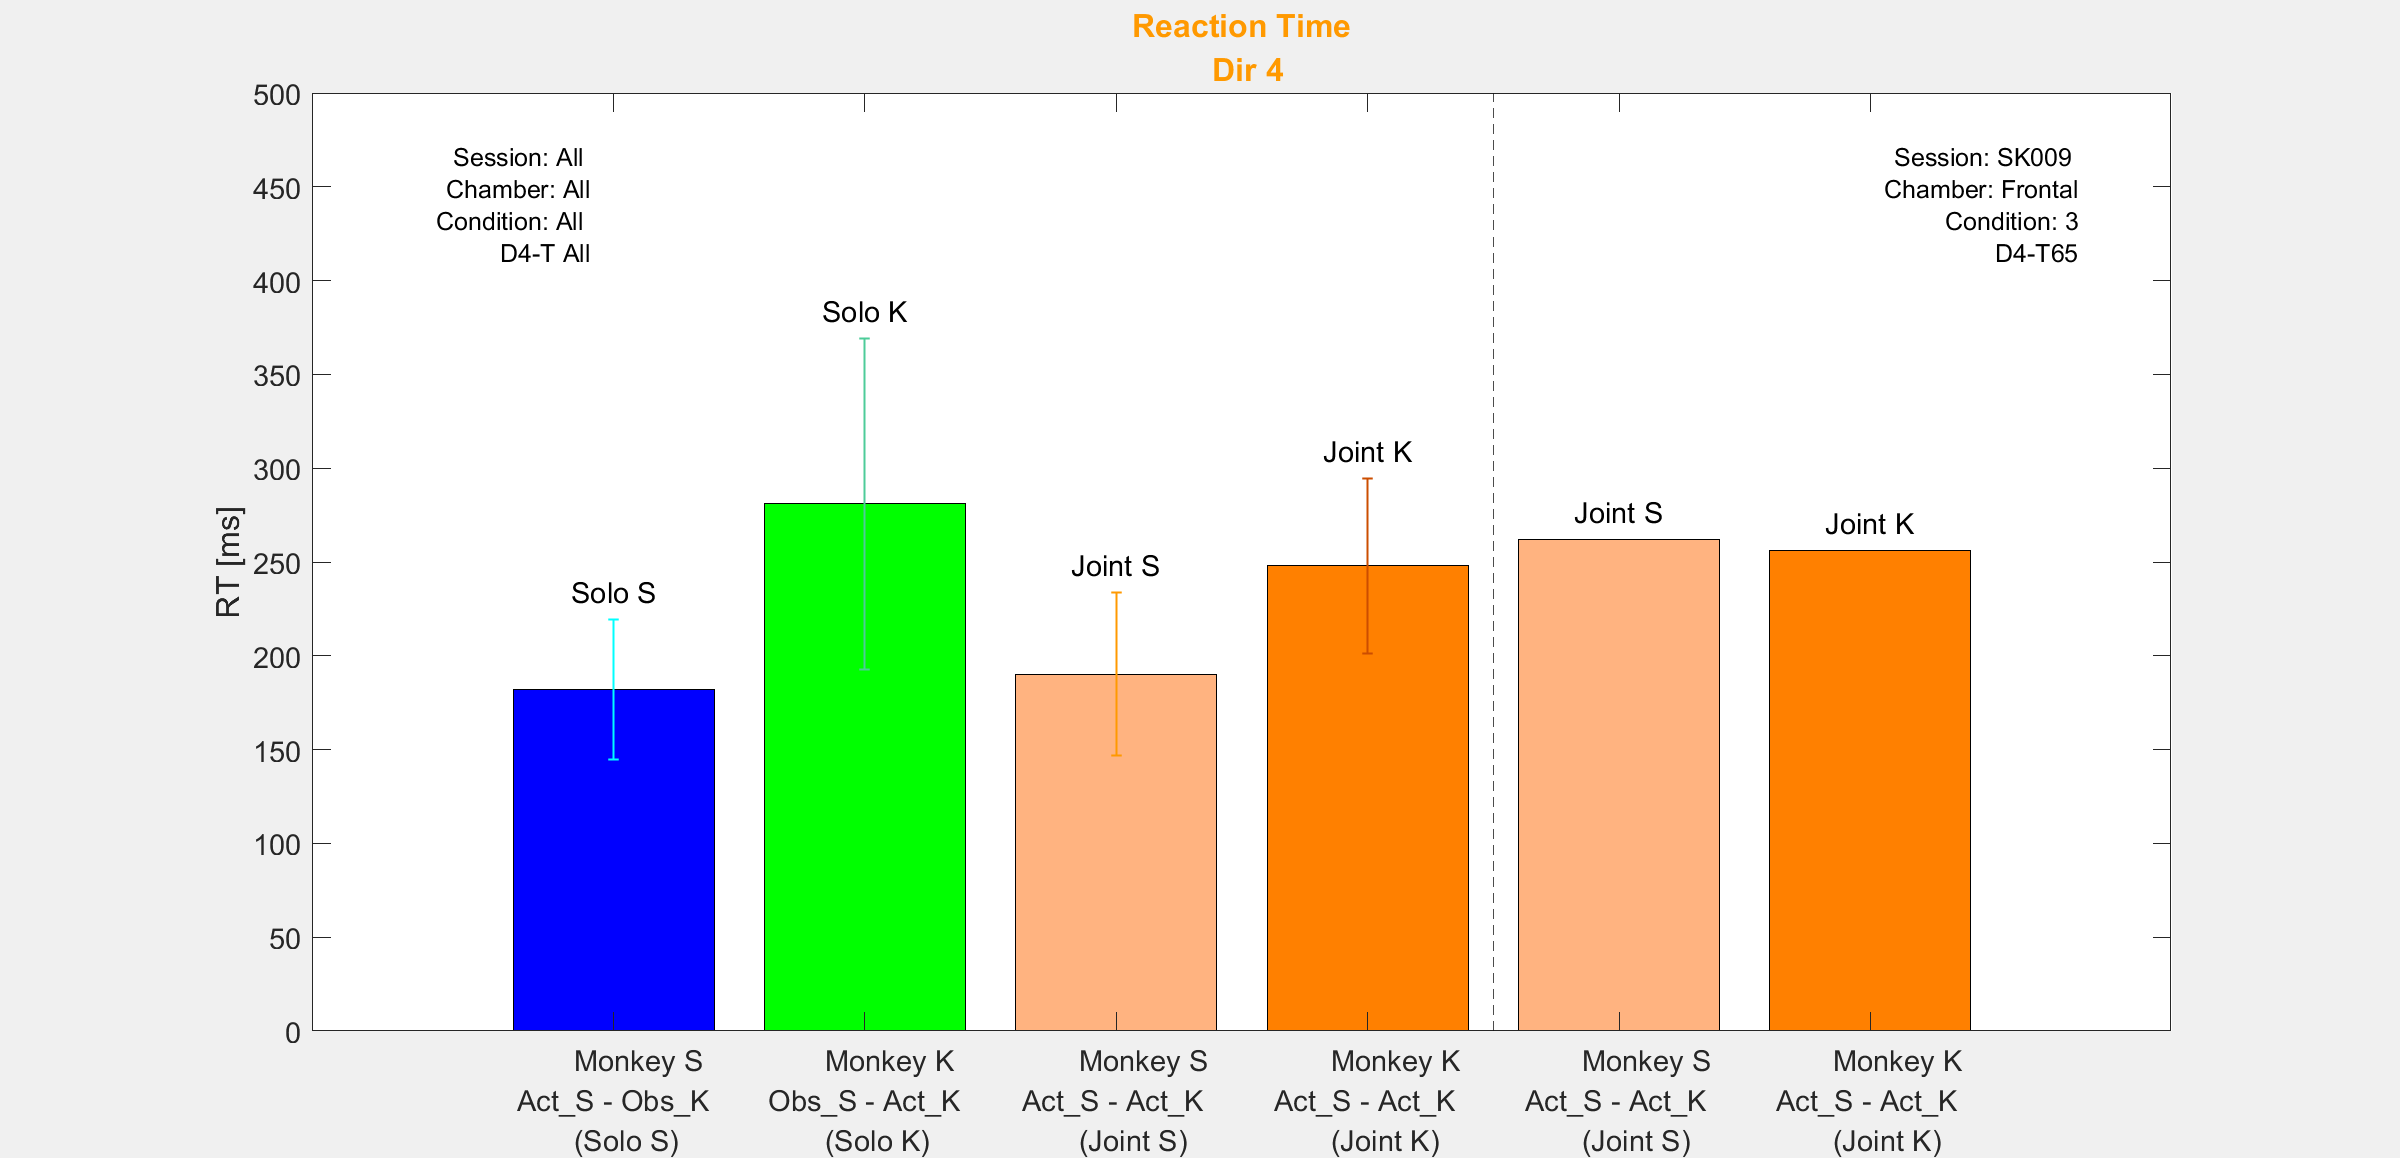 Reaction Time
Dir 4
500
450
400
350
300
250
200
150
100
50
0
RT [ms]
Session: All
Chamber: All
Condition: All
D4-T All
Session: SK009
Chamber: Frontal
Condition: 3
D4-T65
Solo S
Solo K
Joint S
Joint K
Joint S
Joint K
Monkey S
Act_S - Obs_K
(Solo S)
Monkey K
Obs_S - Act_K
(Solo K)
Monkey S
Act_S - Act_K
(Joint S)
Monkey K
Act_S - Act_K
(Joint K)
Monkey S
Act_S - Act_K
(Joint S)
Monkey K
Act_S - Act_K
(Joint K)